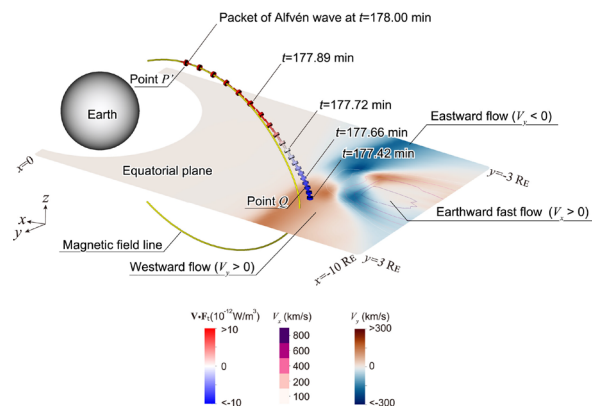 Packet of Alfvén wave at t=178.00 min
t=177.89 min
Point P'
t=177.72 min
Earth
Eastward flow (Vy<0)
t=177.66 min
t=177.42 min
x=0
Equatorial plane
y=-3 RE
Point Q
Earthward fast flow (Vx>0)
z
x
y
Magnetic field line
Westward flow (Vy>0)
x=-10 RE
y=3 RE
V•Ft(10-12W/m3)
Vx (km/s)
Vy (km/s)
>10
0
<-10
800
600
400
200
100
>300
0
<-300